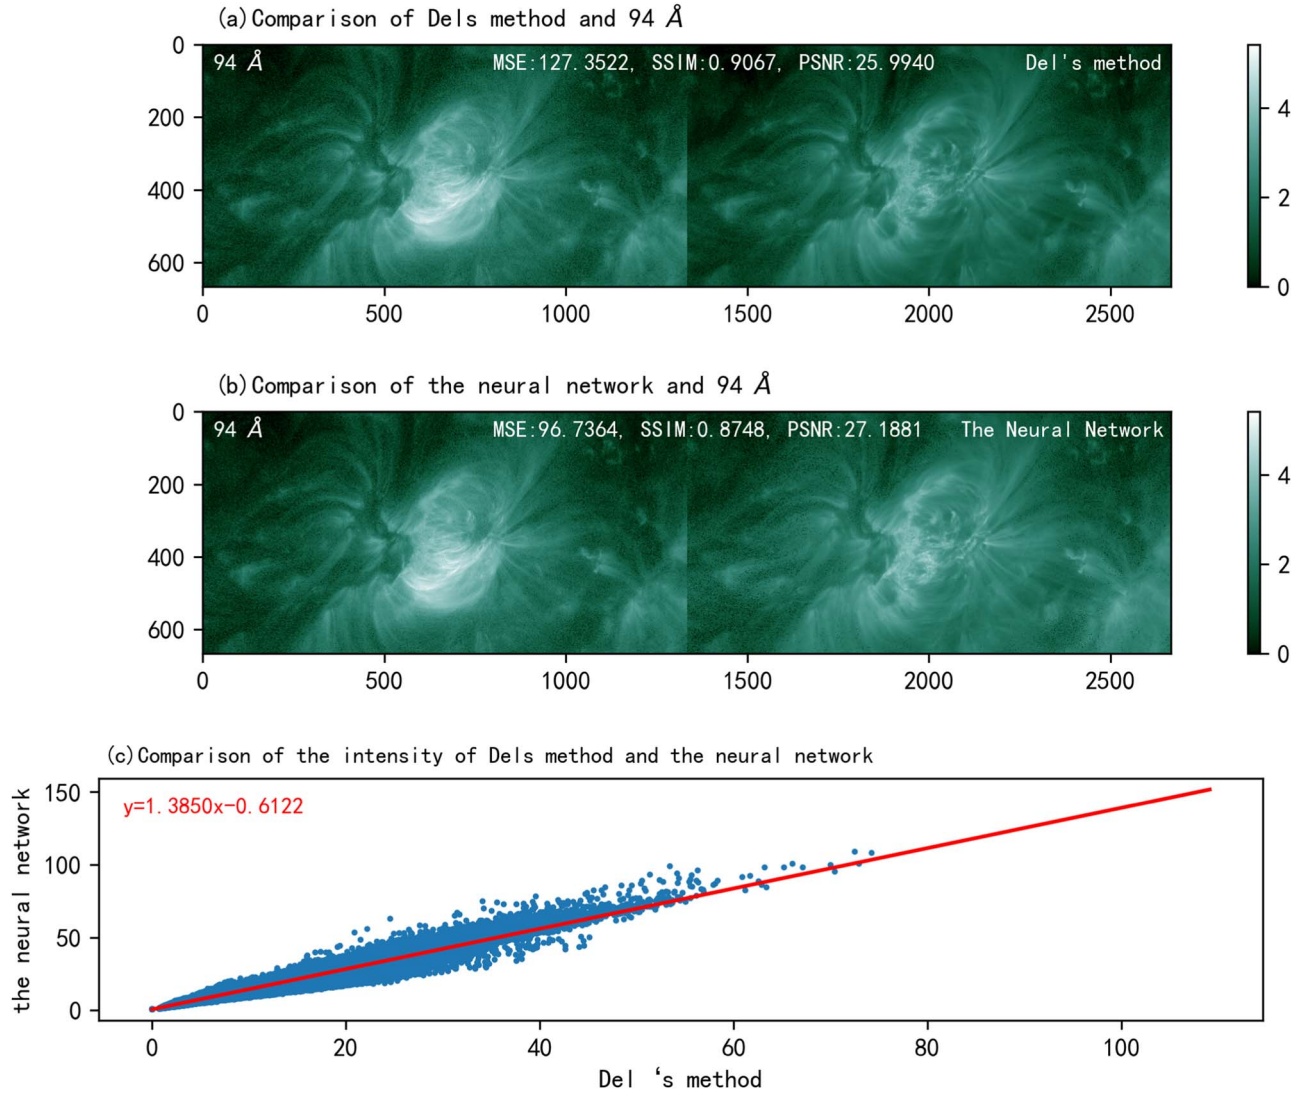 (a)Comparison of Dels method and 94 Å
94 Å MSE:127.3522, SSIM:0.9067, PSNR:25.9940 Del's method
0
200
400
600
0 500 1000 1500 2000 2500
4
2
0
(b)Comparison of the neural network and 94 Å
94 Å MSE:96.7364, SSIM:0.8748, PSNR:27.1881 The Neural Network
0
200
400
600
0 500 1000 1500 2000 2500
4
2
0
(c)Comparison of the intensity of Dels method and the neural network
y=1.3850x−0.6122
the neural network
150
100
50
0
0 20 40 60 80 100
Del ‘s method